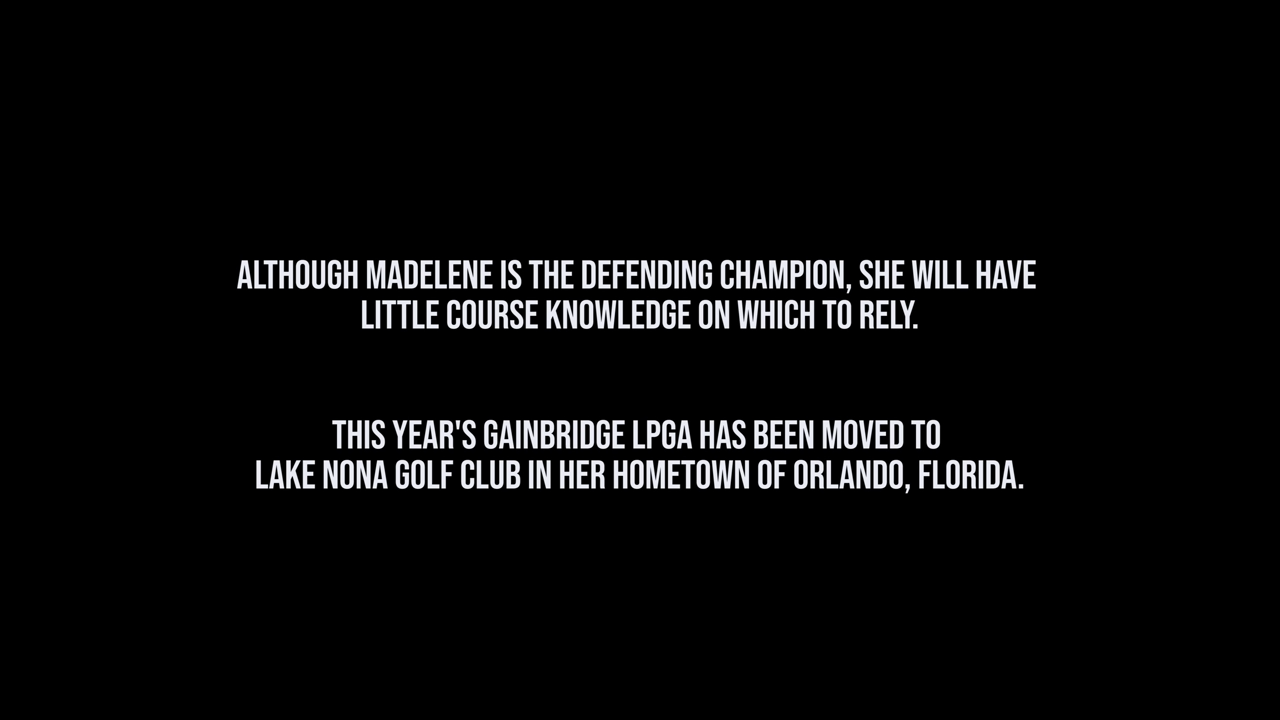 ALTHOUGH MADELENE IS THE DEFENDING CHAMPION, SHE WILL HAVE
LITTLE COURSE KNOWLEDGE ON WHICH TO RELY.
THIS YEAR'S GAINBRIDGE LPGA HAS BEEN MOVED TO
LAKE NONA GOLF CLUB IN HER HOMETOWN OF ORLANDO, FLORIDA.